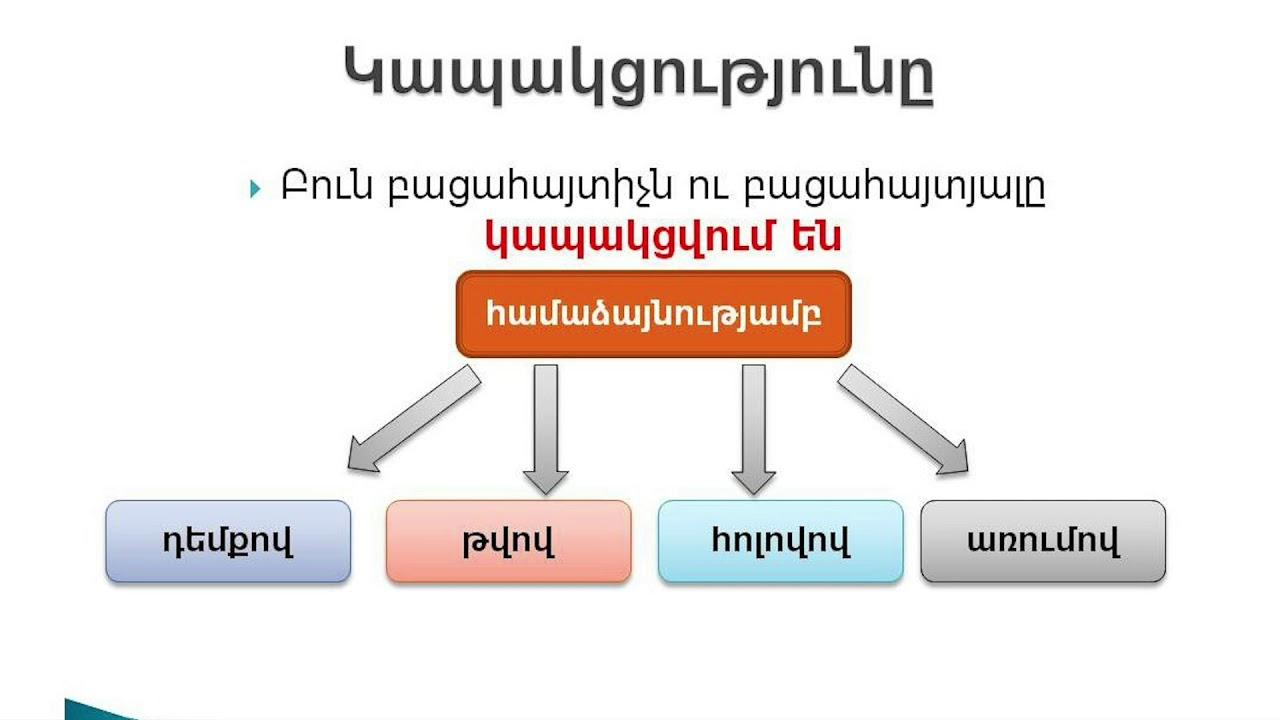 Կապակցությունը
Բուն բացահայտիչն ու բացահայտյալը
կապակցվում են
համաձայնությամբ
դեմքով
թվով
հոլովով
առումով